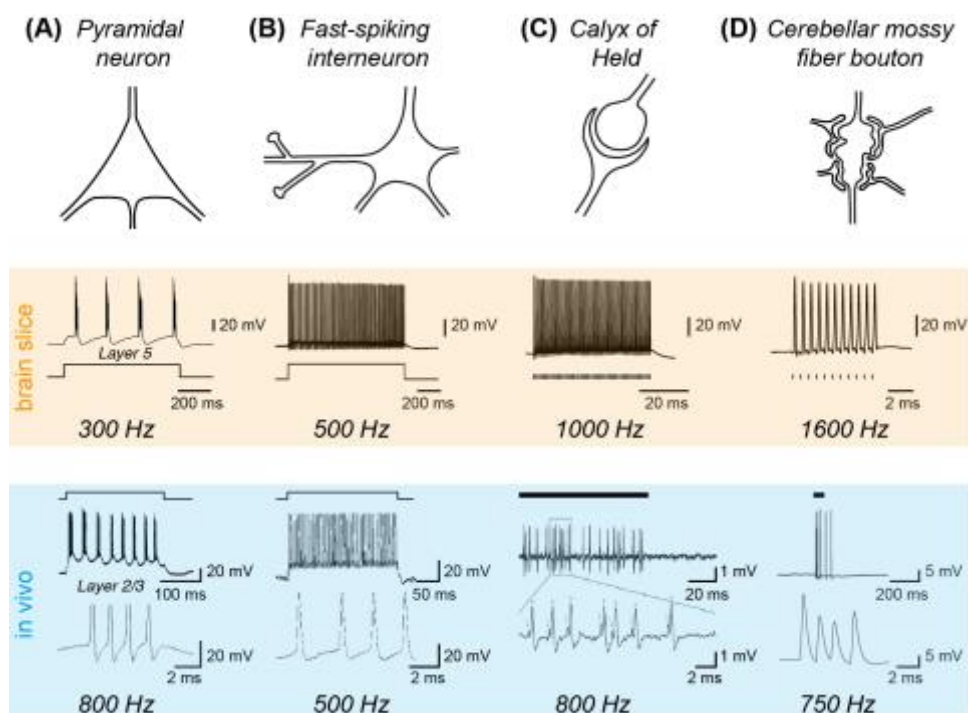 (A) Pyramidal neuron
(B) Fast-spiking interneuron
(C) Calyx of Held
(D) Cerebellar mossy fiber bouton
brain slice
20 mV
Layer 5
200 ms
300 Hz
20 mV
200 ms
500 Hz
20 mV
20 ms
1000 Hz
20 mV
2 ms
1600 Hz
in vivo
20 mV
Layer 2/3
100 ms
20 mV
2 ms
800 Hz
20 mV
50 ms
20 mV
2 ms
500 Hz
1 mV
20 ms
1 mV
2 ms
800 Hz
5 mV
200 ms
5 mV
2 ms
750 Hz